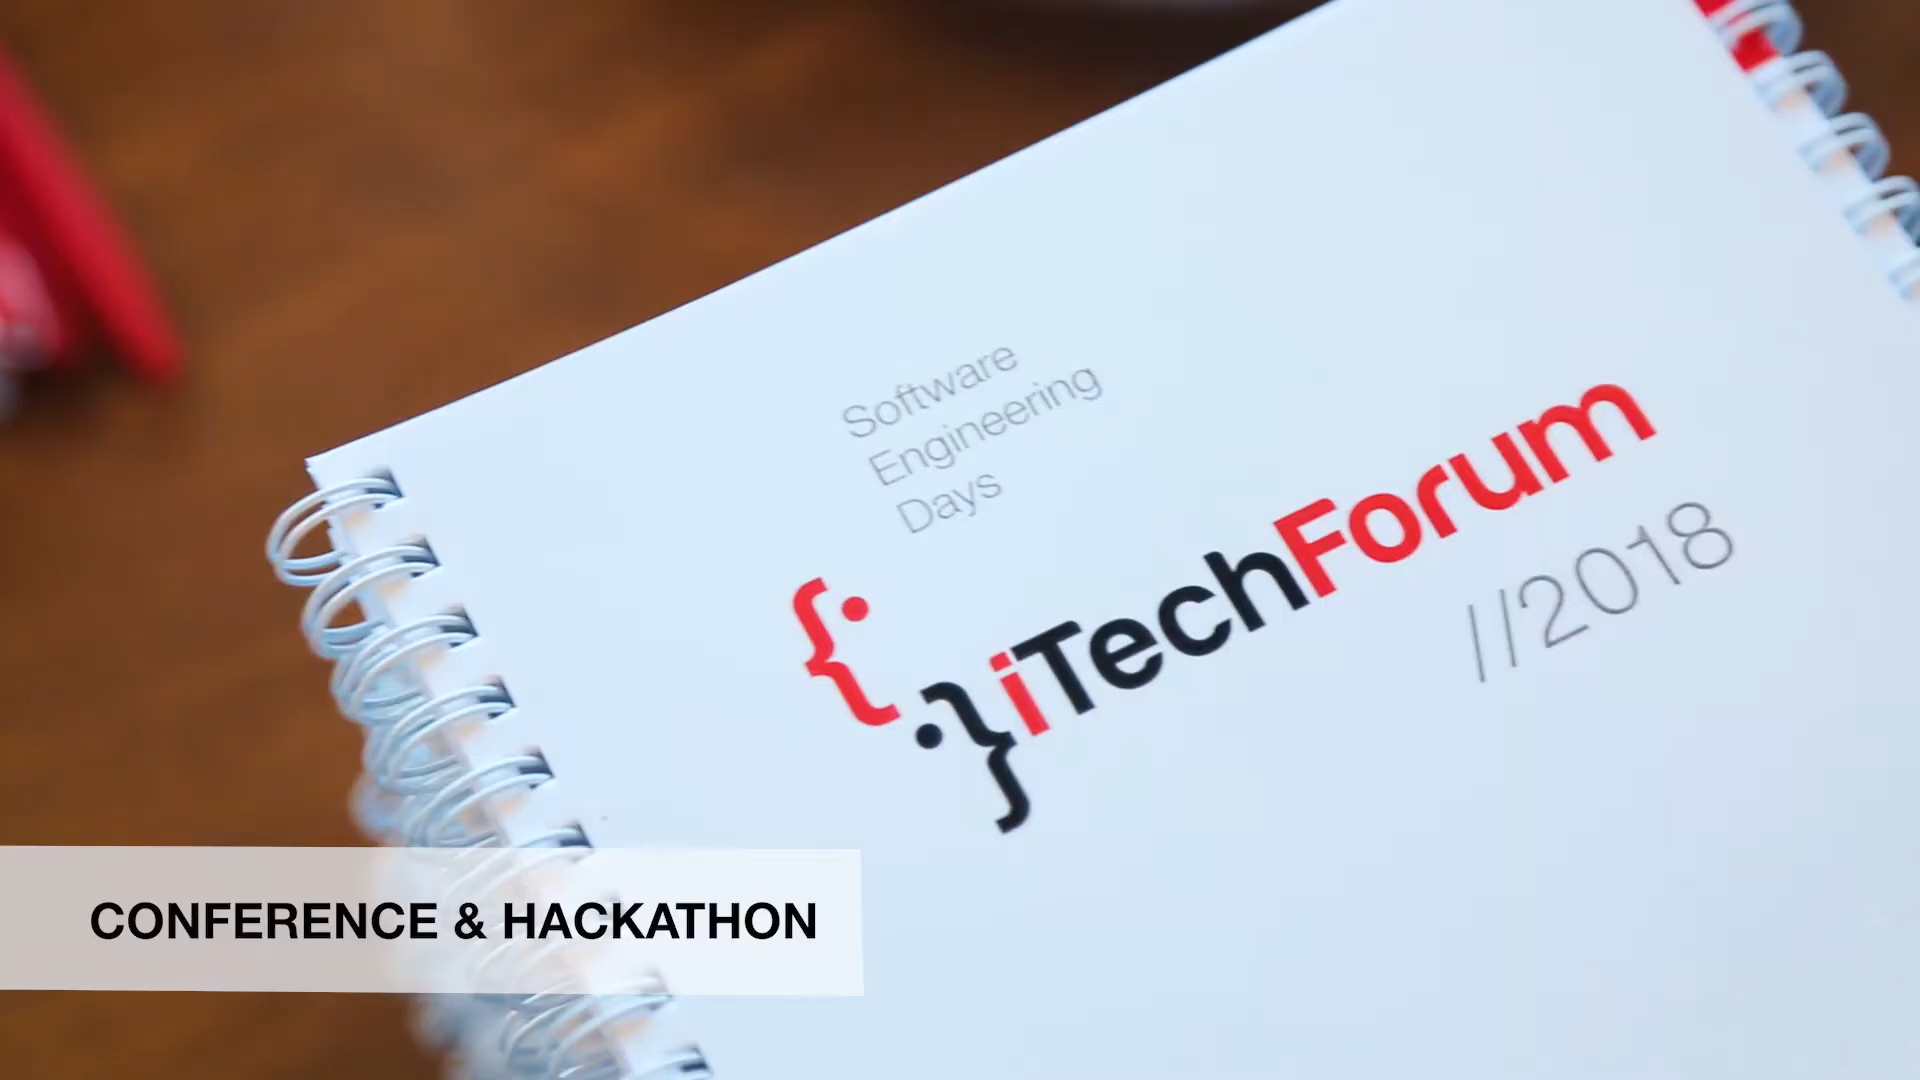 Software
Engineering
Days
iTechForum
//2018
CONFERENCE & HACKATHON